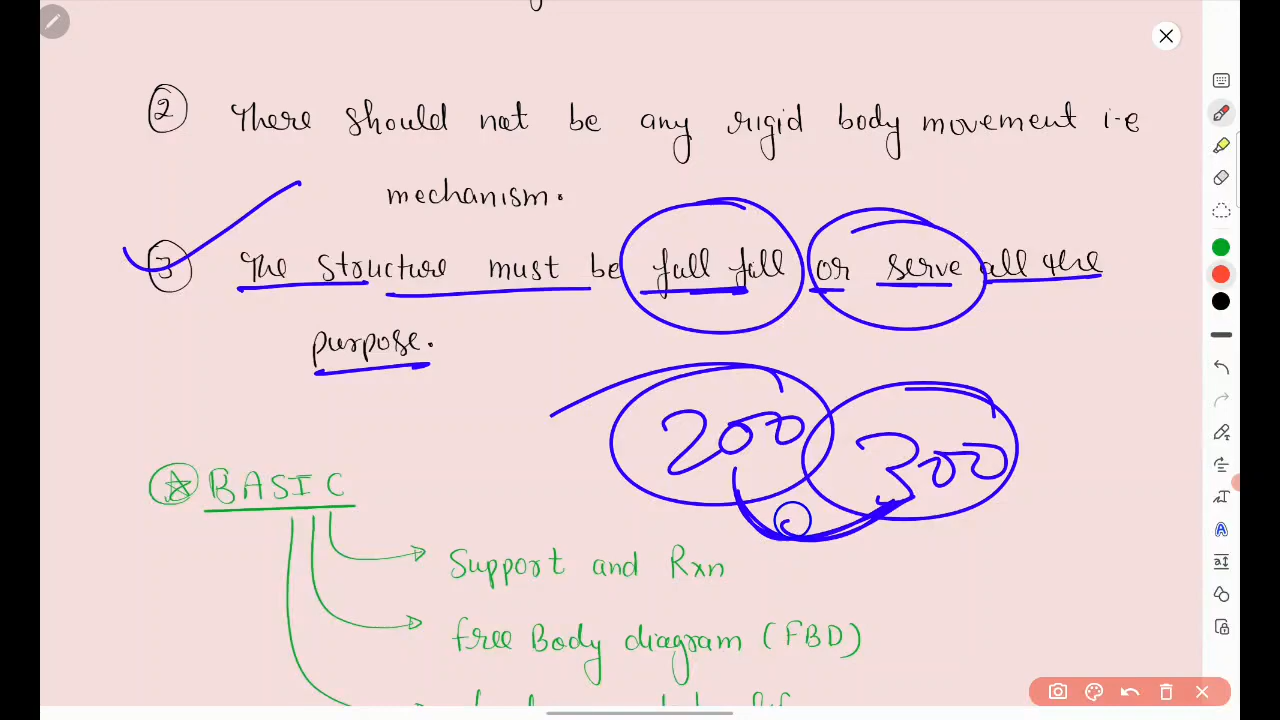 ② There should not be any rigid body movement i-e
mechanism.
③ The structure must be full full or serve all the
purpose.
200 300
BASIC
Support and Rxn
free Body diagram (FBD)